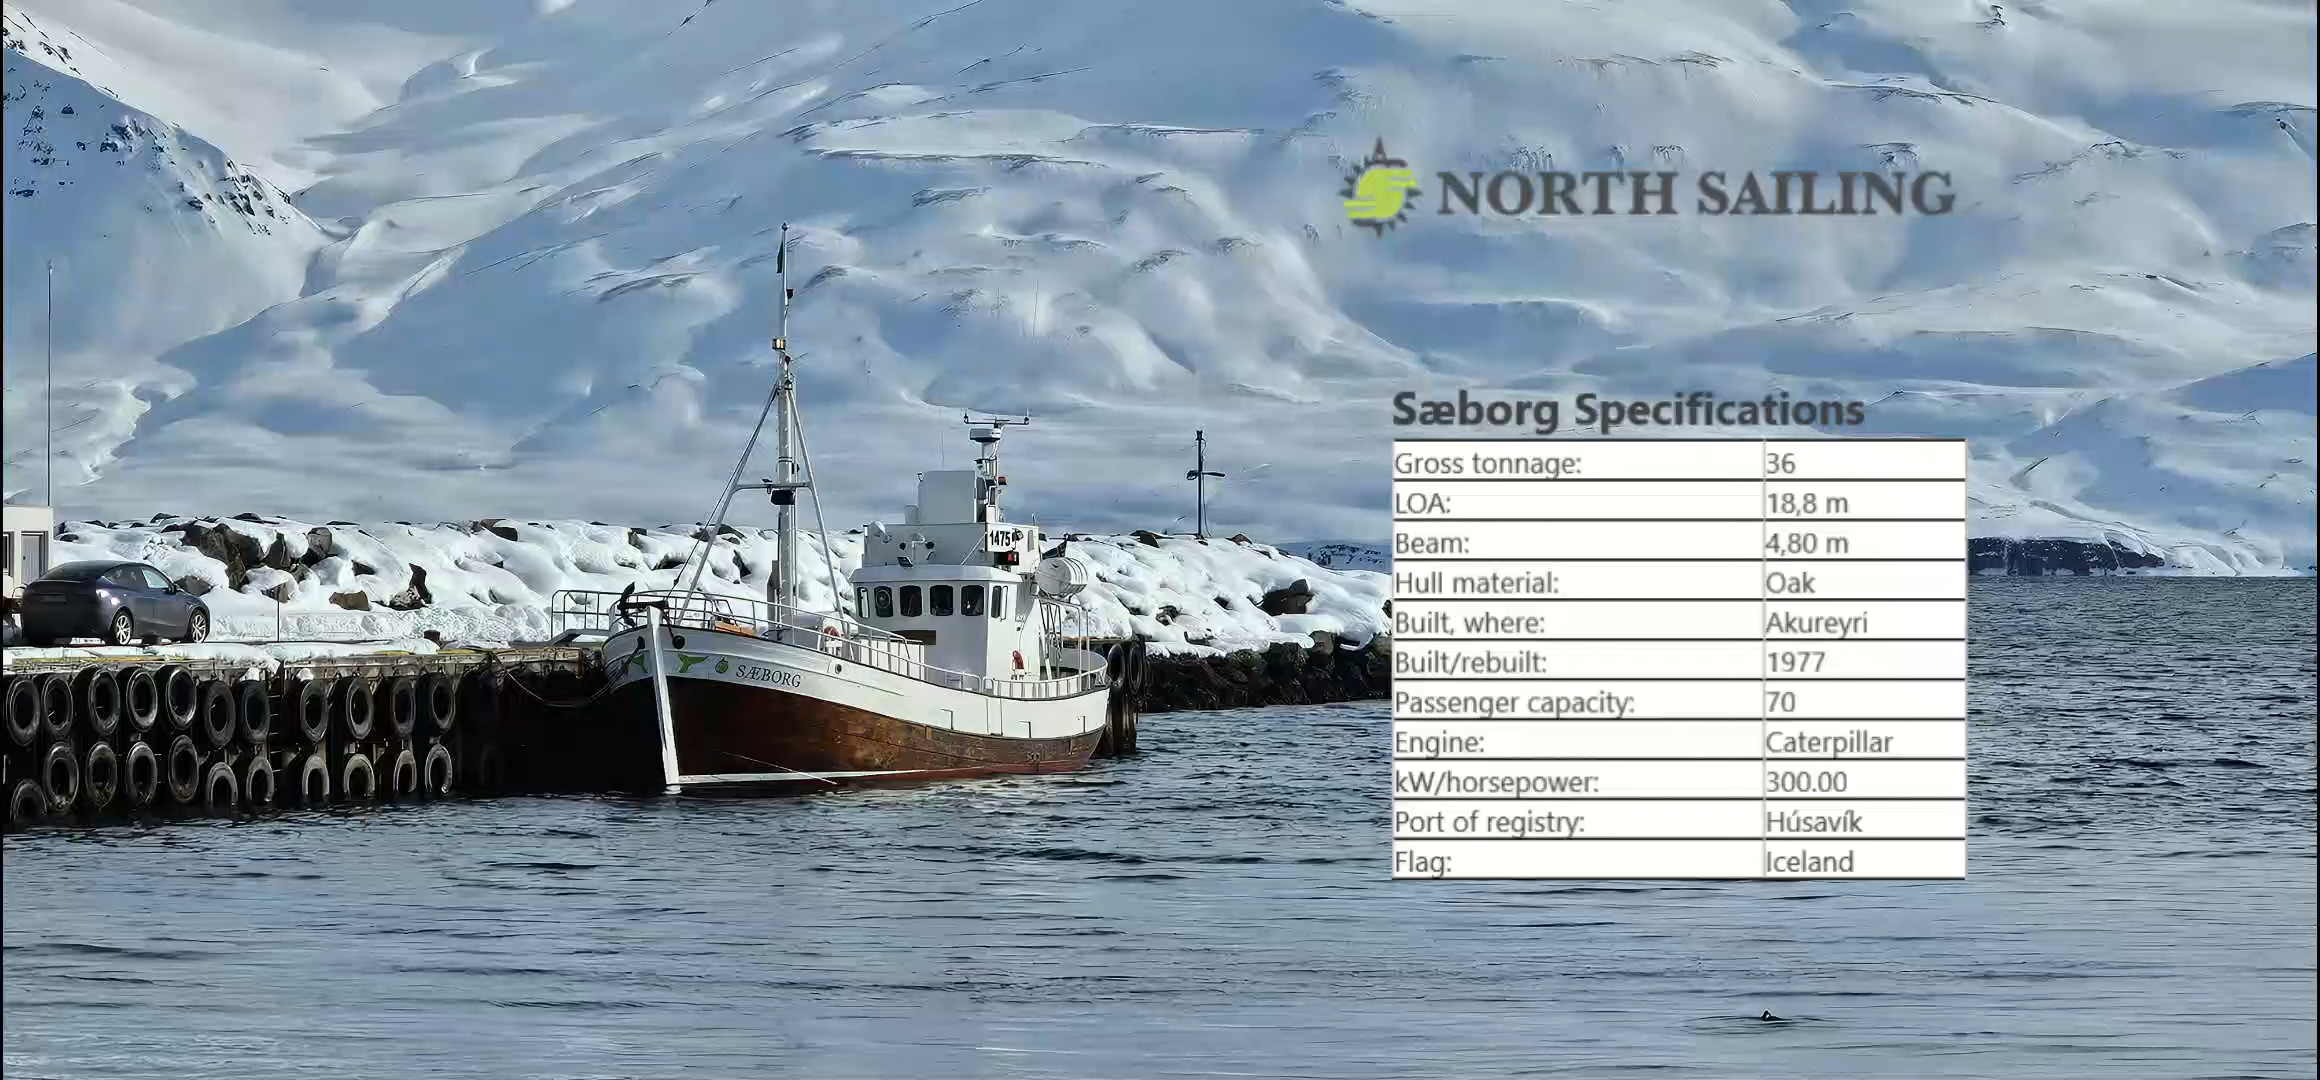 NORTH SAILING
1475
SÆBORG
Sæborg Specifications
Gross tonnage: 36
LOA: 18,8 m
Beam: 4,80 m
Hull material: Oak
Built, where: Akureyri
Built/rebuilt: 1977
Passenger capacity: 70
Engine: Caterpillar
kW/horsepower: 300.00
Port of registry: Húsavík
Flag: Iceland